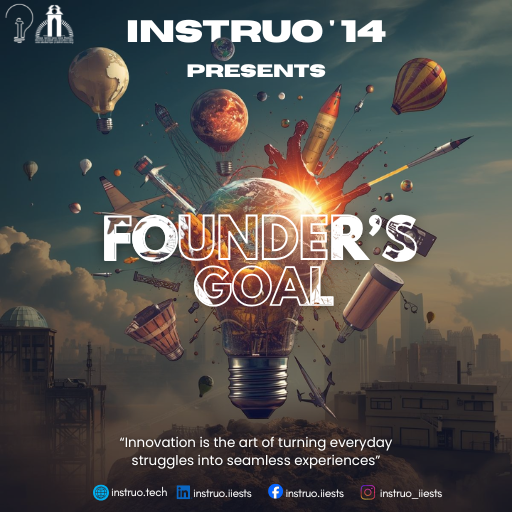 INSTRUO '14
PRESENTS
FOUNDER'S
GOAL
“Innovation is the art of turning everyday
struggles into seamless experiences”
instruo.tech instruo.iiests instruo.iiests instruo_iiests